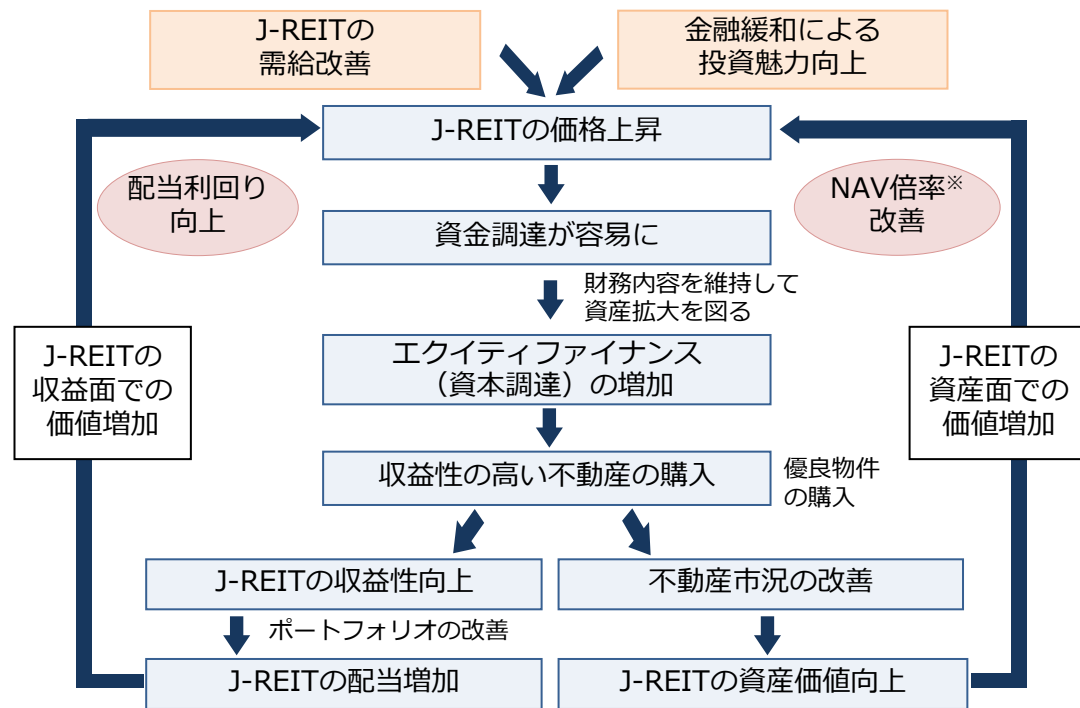 J-REITの
需給改善
金融緩和による
投資魅力向上
J-REITの価格上昇
配当利回り
向上
NAV倍率※
改善
資金調達が容易に
財務内容を維持して
資産拡大を図る
J-REITの
収益面での
価値増加
エクイティファイナンス
（資本調達）の増加
J-REITの
資産面での
価値増加
収益性の高い不動産の購入
優良物件
の購入
J-REITの収益性向上
不動産市況の改善
ポートフォリオの改善
J-REITの配当増加
J-REITの資産価値向上